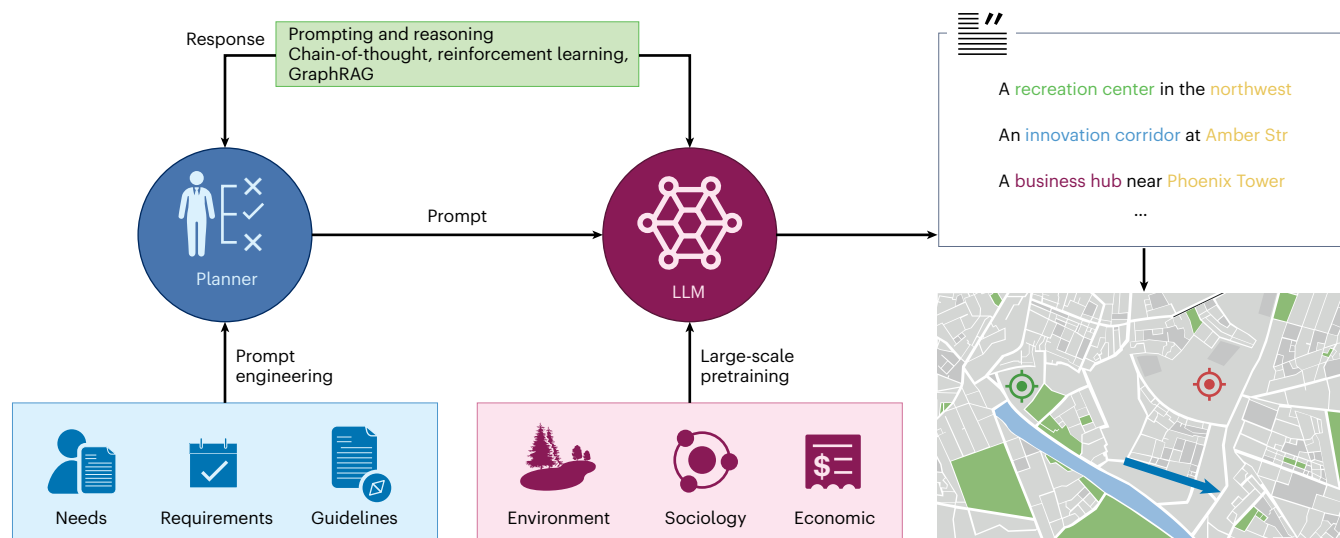 Response
Prompting and reasoning
Chain-of-thought, reinforcement learning,
GraphRAG
A recreation center in the northwest
An innovation corridor at Amber Str
A business hub near Phoenix Tower
...
Planner
Prompt
LLM
Prompt
engineering
Large-scale
pretraining
Needs
Requirements
Guidelines
$
Environment
Sociology
Economic